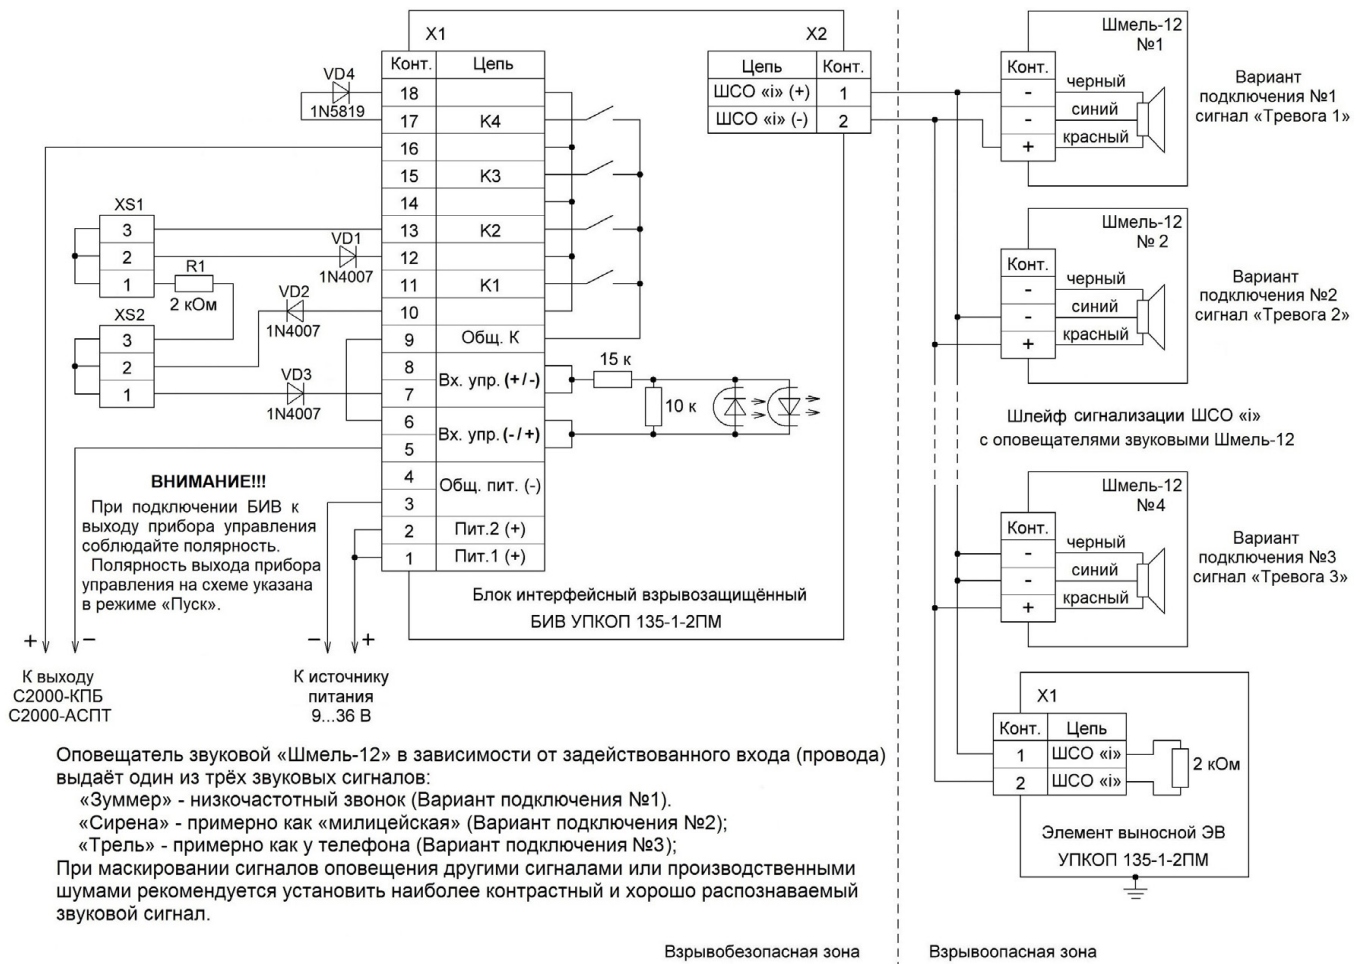 X1
Конт. Цепь
18
17 K4
16
15 K3
14
13 K2
12
11 K1
10
9 Общ. К
8
Вх. упр. (+/-)
7
6
Вх. упр. (-/+)
5
4
Общ. пит. (-)
3
2 Пит.2 (+)
1 Пит.1 (+)
VD4
1N5819
XS1
3
2
1
VD1
1N4007
R1
2 кОм
VD2
1N4007
XS2
3
2
1
VD3
1N4007
15 к
10 к
X2
Цепь Конт.
ШСО «i» (+) 1
ШСО «i» (-) 2
Блок интерфейсный взрывозащищённый
БИВ УПКОП 135-1-2ПМ
ВНИМАНИЕ!!!
При подключении БИВ к
выходу прибора управления
соблюдайте полярность.
Полярность выхода прибора
управления на схеме указана
в режиме «Пуск».
+ −
К выходу
С2000-КПБ
С2000-АСПТ
− +
К источнику
питания
9...36 В
Шмель-12
№1
Конт.
- черный
- синий
+ красный
Вариант
подключения №1
сигнал «Тревога 1»
Шмель-12
№ 2
Конт.
- черный
- синий
+ красный
Вариант
подключения №2
сигнал «Тревога 2»
Шлейф сигнализации ШСО «i»
с оповещателями звуковыми Шмель-12
Шмель-12
№4
Конт.
- черный
- синий
+ красный
Вариант
подключения №3
сигнал «Тревога 3»
X1
Конт. Цепь
1 ШСО «i»
2 ШСО «i»
2 кОм
Элемент выносной ЭВ
УПКОП 135-1-2ПМ
Оповещатель звуковой «Шмель-12» в зависимости от задействованного входа (провода)
выдаёт один из трёх звуковых сигналов:
«Зуммер» - низкочастотный звонок (Вариант подключения №1).
«Сирена» - примерно как «милицейская» (Вариант подключения №2);
«Трель» - примерно как у телефона (Вариант подключения №3);
При маскировании сигналов оповещения другими сигналами или производственными
шумами рекомендуется установить наиболее контрастный и хорошо распознаваемый
звуковой сигнал.
Взрывобезопасная зона
Взрывоопасная зона